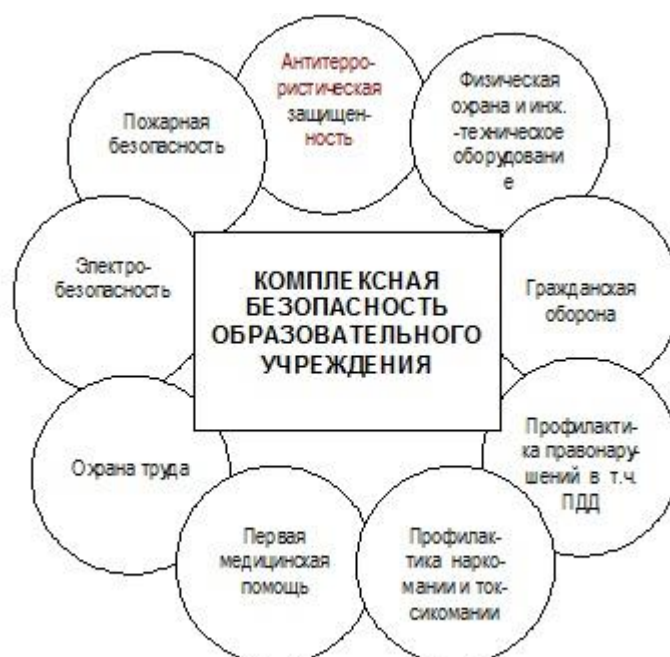 Антитерро-
ристическая
защищен-
ность
Физическая
охрана и инж.
-техническое
оборудовани
е
Пожарная
безопасность
Электро-
безопасность
КОМПЛЕКСНАЯ
БЕЗОПАСНОСТЬ
ОБРАЗОВАТЕЛЬНОГО
УЧРЕЖДЕНИЯ
Гражданская
оборона
Охрана труда
Профилакти-
ка правонару-
шений в т.ч.
ПДД
Первая
медицинская
помощь
Профилак-
тика нарко-
мании и ток-
сикомании